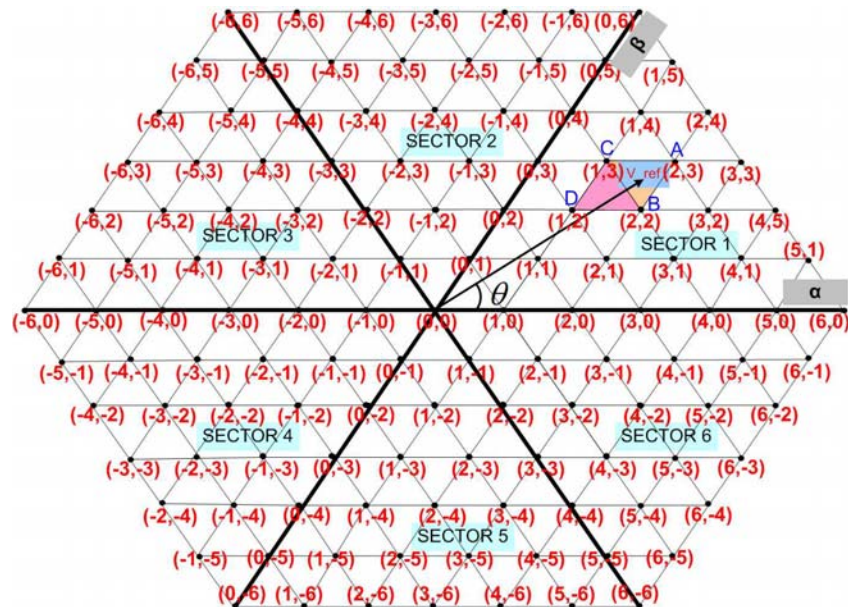 (-6,6) (-5,6) (-4,6) (-3,6) (-2,6) (-1,6) (0,6)
β
(-6,5) (-5,5) (-4,5) (-3,5) (-2,5) (-1,5) (0,5) (1,5)
(-6,4) (-5,4) (-4,4) (-3,4) (-2,4) (-1,4) (0,4) (1,4) (2,4)
SECTOR 2
C A
(-6,3) (-5,3) (-4,3) (-3,3) (-2,3) (-1,3) (0,3) (1,3) V_ref (2,3) (3,3)
D B
(-6,2) (-5,2) (-4,2) (-3,2) (-2,2) (-1,2) (0,2) (1,2) (2,2) (3,2) (4,5)
SECTOR 3 SECTOR 1
(-6,1) (-5,1) (-4,1) (-3,1) (-2,1) (-1,1) (0,1) (1,1) (2,1) (3,1) (4,1) (5,1)
θ
α
(-6,0) (-5,0) (-4,0) (-3,0) (-2,0) (-1,0) (0,0) (1,0) (2,0) (3,0) (4,0) (5,0) (6,0)
(-5,-1) (-4,-1) (-3,-1) (-2,-1) (-1,-1) (0,-1) (1,-1) (2,-1) (3,-1) (4,-1) (5,-1) (6,-1)
(-4,-2) (-3,-2) (-2,-2) (-1,-2) (0,-2) (1,-2) (2,-2) (3,-2) (4,-2) (5,-2) (6,-2)
SECTOR 4 SECTOR 6
(-3,-3) (-2,-3) (-1,-3) (0,-3) (1,-3) (2,-3) (3,-3) (4,-3) (5,-3) (6,-3)
(-2,-4) (-1,-4) (0,-4) (1,-4) (2,-4) (3,-4) (4,-4) (5,-4) (6,-4)
SECTOR 5
(-1,-5) (0,-5) (1,-5) (2,-5) (3,-5) (4,-5) (5,-5) (6,-5)
(0,-6) (1,-6) (2,-6) (3,-6) (4,-6) (5,-6) (6,-6)